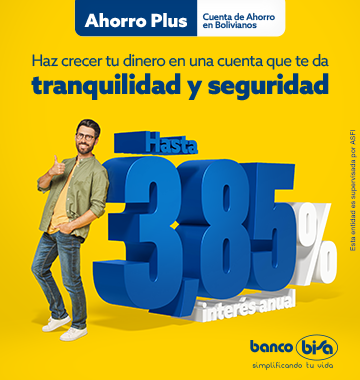 Ahorro Plus
Cuenta de Ahorro
en Bolivianos
Haz crecer tu dinero en una cuenta que te da
tranquilidad y seguridad
Hasta
3,85%
interés anual
Esta entidad es supervisada por ASFI
banco bisa
simplificando tu vida